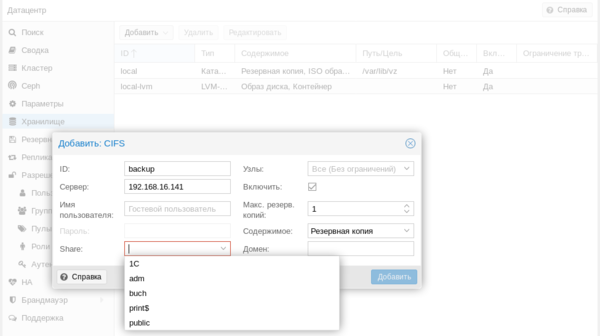 Датацентр
Справка
Поиск
Сводка
Кластер
Ceph
Параметры
Хранилище
Резервн
Реплика
Разреше
Польз
Групп
Пулы
Роли
Аутен
HA
Брандмауэр
Поддержка
Добавить Удалить Редактировать
ID ↑ Тип Содержимое Путь/Цель Общ... Вкл... Ограничение тр...
local Ката... Резервная копия, ISO обра... /var/lib/vz Нет Да
local-lvm LVM-... Образ диска, Контейнер Нет Да
Добавить: CIFS
ID: backup
Сервер: 192.168.16.141
Имя
пользователя: Гостевой пользователь
Пароль:
Share:
Узлы: Все (Без ограничений)
Включить:
Макс. резерв.
копий: 1
Содержимое: Резервная копия
Домен:
Справка
Добавить
1C
adm
buch
print$
public